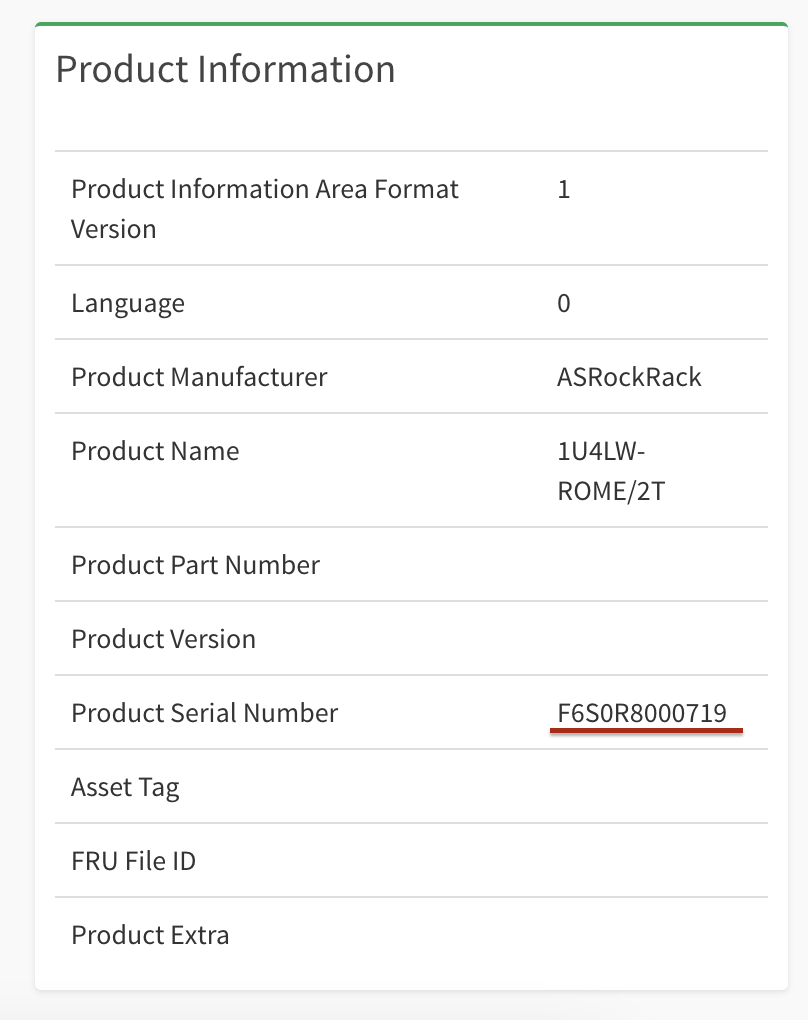 Product Information
Product Information Area Format 1
Version
Language 0
Product Manufacturer ASRockRack
Product Name 1U4LW-
ROME/2T
Product Part Number
Product Version
Product Serial Number F6S0R8000719
Asset Tag
FRU File ID
Product Extra